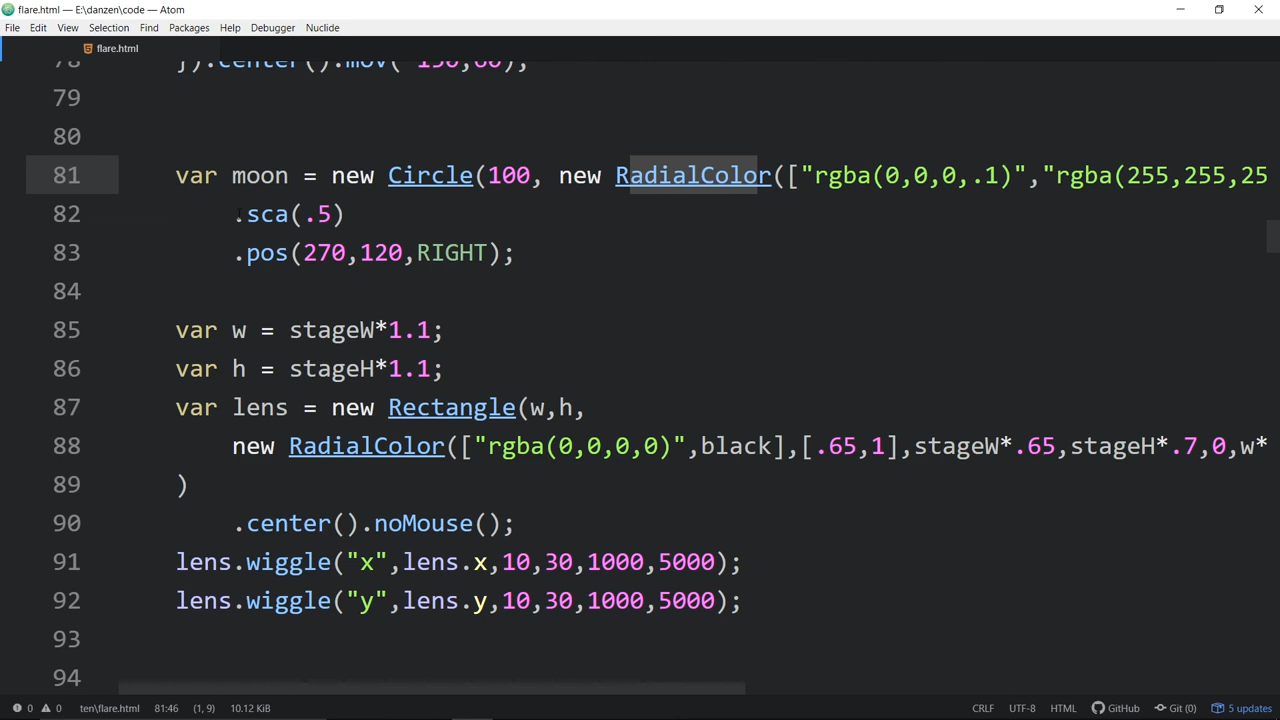 flare.html — E:\danzen\code — Atom
File Edit View Selection Find Packages Help Debugger Nuclide
flare.html
78 }).center().mov(-150,60);
79
80
81 var moon = new Circle(100, new RadialColor(["rgba(0,0,0,.1)","rgba(255,255,25
82 .sca(.5)
83 .pos(270,120,RIGHT);
84
85 var w = stageW*1.1;
86 var h = stageH*1.1;
87 var lens = new Rectangle(w,h,
88 new RadialColor(["rgba(0,0,0,0)",black],[.65,1],stageW*.65,stageH*.7,0,w*
89 )
90 .center().noMouse();
91 lens.wiggle("x",lens.x,10,30,1000,5000);
92 lens.wiggle("y",lens.y,10,30,1000,5000);
93
94
0 0 ten\flare.html 81:46 (1, 9) 10.12 KiB CRLF UTF-8 HTML GitHub Git (0) 5 updates